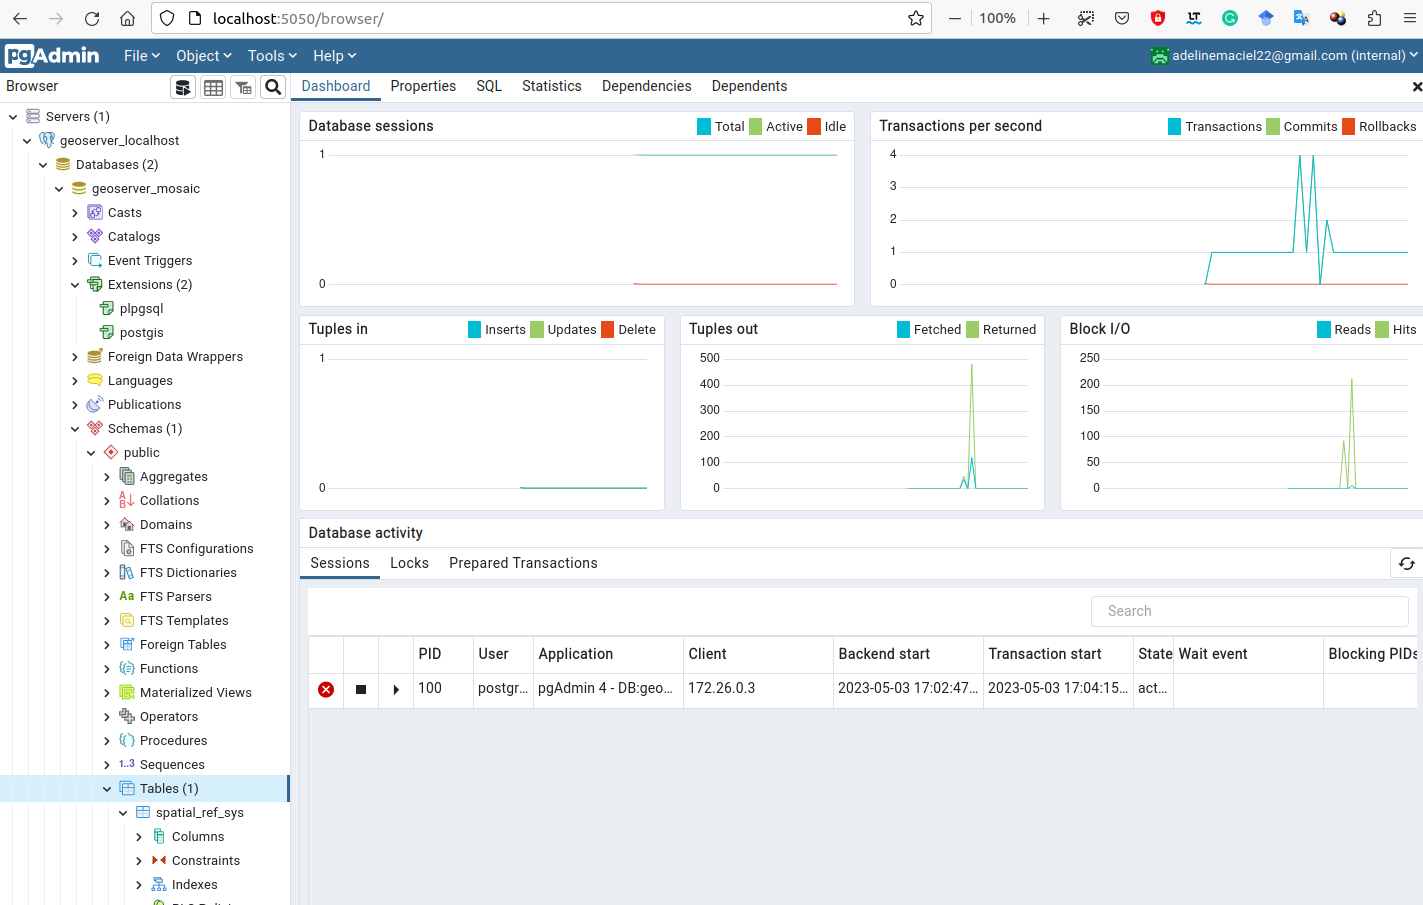 localhost:5050/browser/
100%
pgAdmin File Object Tools Help adelinemaciel22@gmail.com (internal)
Browser
Dashboard Properties SQL Statistics Dependencies Dependents
Servers (1)
geoserver_localhost
Databases (2)
geoserver_mosaic
Casts
Catalogs
Event Triggers
Extensions (2)
plpgsql
postgis
Foreign Data Wrappers
Languages
Publications
Schemas (1)
public
Aggregates
Collations
Domains
FTS Configurations
FTS Dictionaries
Aa FTS Parsers
FTS Templates
Foreign Tables
Functions
Materialized Views
Operators
Procedures
1..3 Sequences
Tables (1)
spatial_ref_sys
Columns
Constraints
Indexes
Database sessions Total Active Idle
1
0
Transactions per second Transactions Commits Rollbacks
4
3
2
1
0
Tuples in Inserts Updates Delete
1
0
Tuples out Fetched Returned
500
400
300
200
100
0
Block I/O Reads Hits
250
200
150
100
50
0
Database activity
Sessions Locks Prepared Transactions
Search
PID User Application Client Backend start Transaction start State Wait event Blocking PIDs
100 postgr... pgAdmin 4 - DB:geo... 172.26.0.3 2023-05-03 17:02:47... 2023-05-03 17:04:15... act...